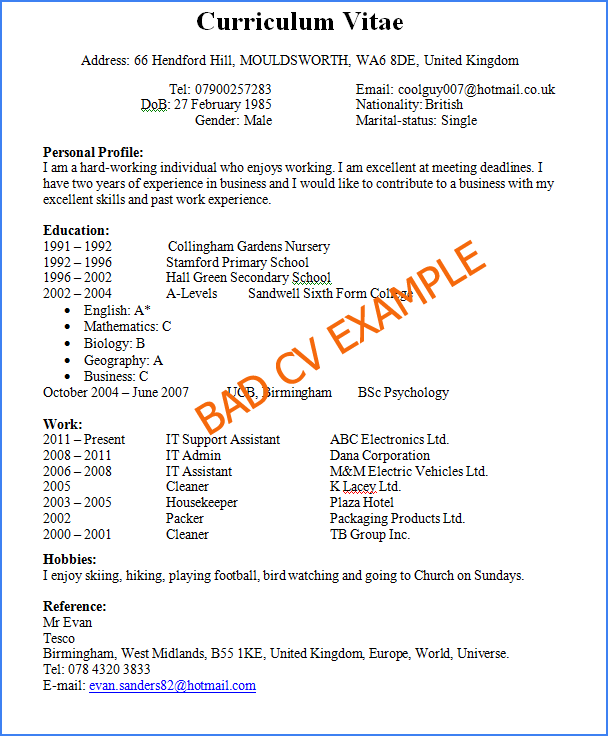 Curriculum Vitae
Address: 66 Hendford Hill, MOULDSWORTH, WA6 8DE, United Kingdom
Tel: 07900257283 Email: coolguy007@hotmail.co.uk
DoB: 27 February 1985 Nationality: British
Gender: Male Marital-status: Single
Personal Profile:
I am a hard-working individual who enjoys working. I am excellent at meeting deadlines. I
have two years of experience in business and I would like to contribute to a business with my
excellent skills and past work experience.
Education:
1991 – 1992 Collingham Gardens Nursery
1992 – 1996 Stamford Primary School
1996 – 2002 Hall Green Secondary School
2002 – 2004 A-Levels Sandwell Sixth Form College
• English: A*
• Mathematics: C
• Biology: B
• Geography: A
• Business: C
October 2004 – June 2007 UCB, Birmingham BSc Psychology
BAD CV EXAMPLE
Work:
2011 – Present IT Support Assistant ABC Electronics Ltd.
2008 – 2011 IT Admin Dana Corporation
2006 – 2008 IT Assistant M&M Electric Vehicles Ltd.
2005 Cleaner K Lacey Ltd.
2003 – 2005 Housekeeper Plaza Hotel
2002 Packer Packaging Products Ltd.
2000 – 2001 Cleaner TB Group Inc.
Hobbies:
I enjoy skiing, hiking, playing football, bird watching and going to Church on Sundays.
Reference:
Mr Evan
Tesco
Birmingham, West Midlands, B55 1KE, United Kingdom, Europe, World, Universe.
Tel: 078 4320 3833
E-mail: evan.sanders82@hotmail.com